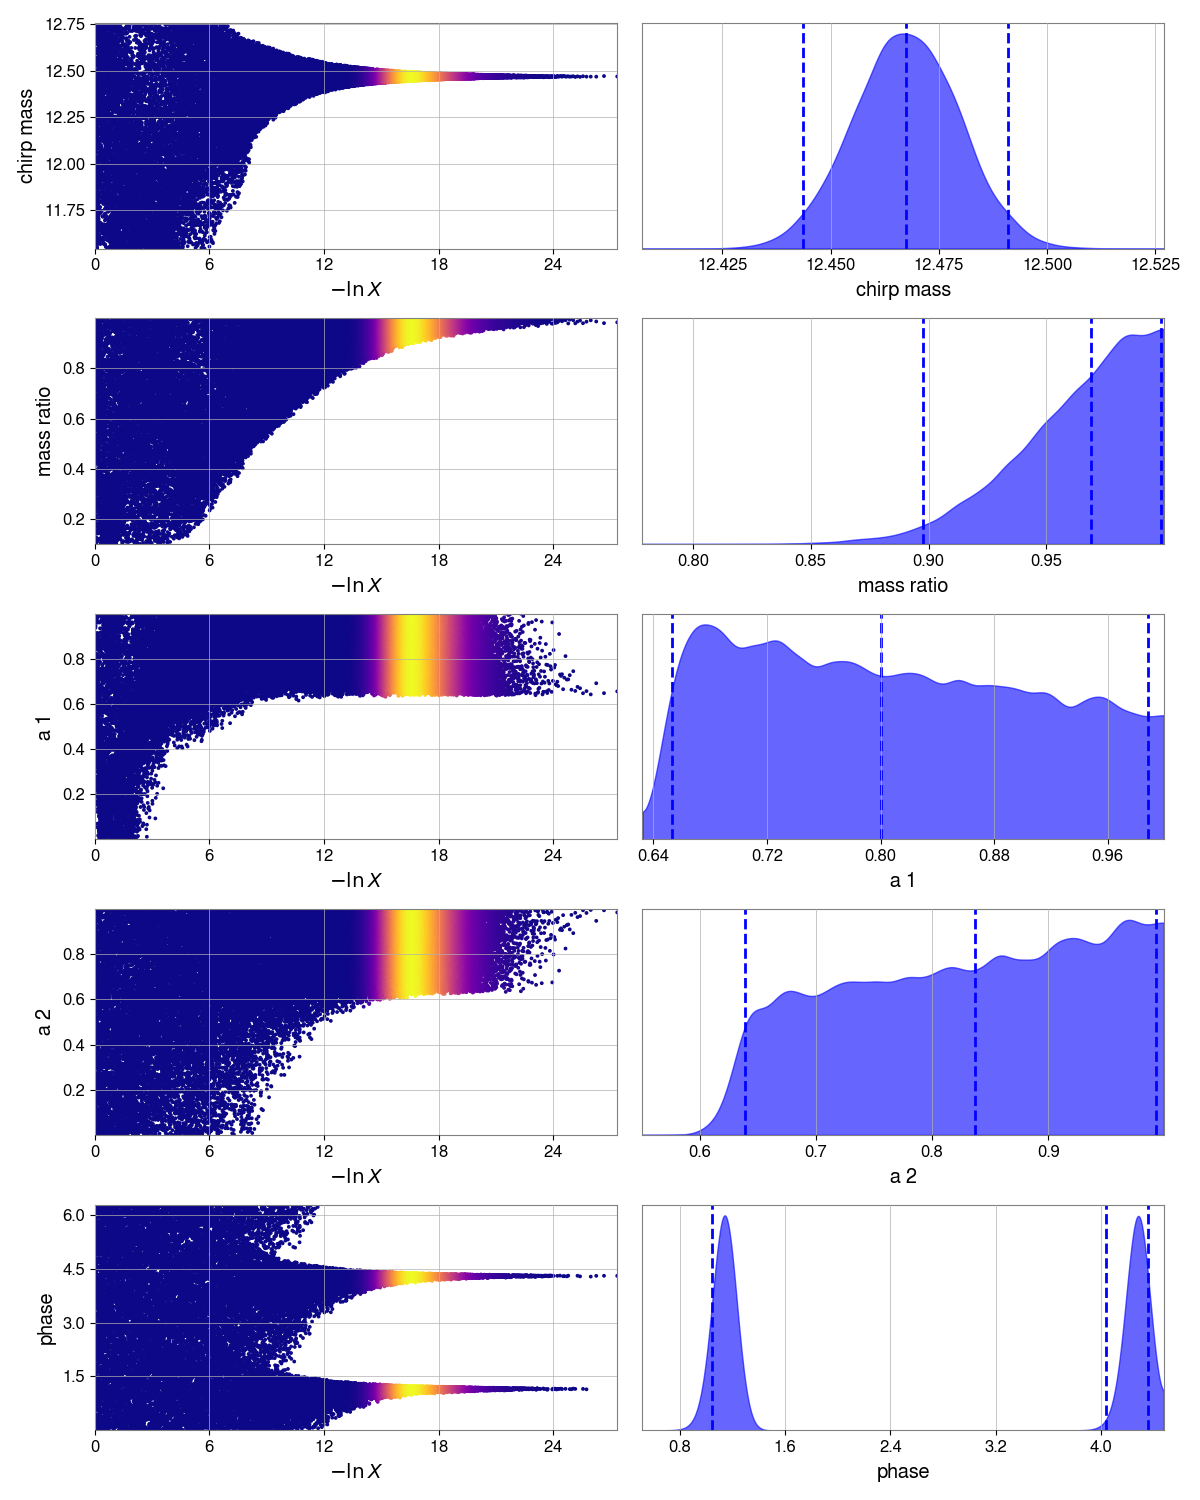 12.75
12.50
12.25
12.00
11.75
chirp mass
0 6 12 18 24
−ln X
12.425 12.450 12.475 12.500 12.525
chirp mass
0.8
0.6
0.4
0.2
mass ratio
0 6 12 18 24
−ln X
0.80 0.85 0.90 0.95
mass ratio
0.8
0.6
0.4
0.2
a 1
0 6 12 18 24
−ln X
0.64 0.72 0.80 0.88 0.96
a 1
0.8
0.6
0.4
0.2
a 2
0 6 12 18 24
−ln X
0.6 0.7 0.8 0.9
a 2
6.0
4.5
3.0
1.5
phase
0 6 12 18 24
−ln X
0.8 1.6 2.4 3.2 4.0
phase